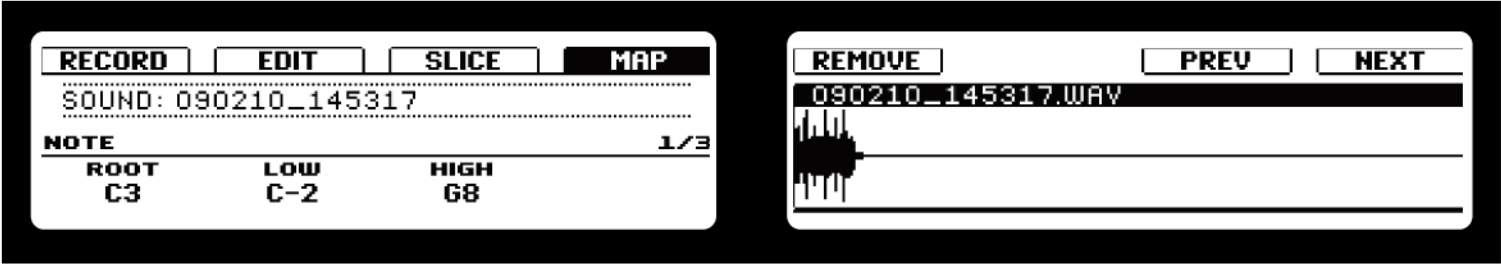 RECORD EDIT SLICE MAP
SOUND: 090210_145317
NOTE 1/3
ROOT LOW HIGH
C3 C-2 G8
REMOVE PREV NEXT
090210_145317.WAV